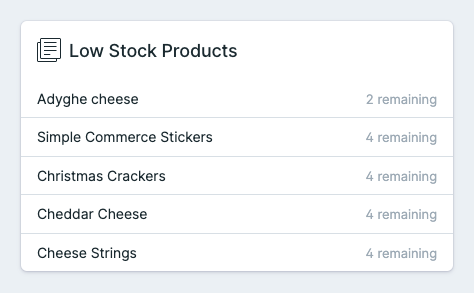 Low Stock Products
Adyghe cheese 2 remaining
Simple Commerce Stickers 4 remaining
Christmas Crackers 4 remaining
Cheddar Cheese 4 remaining
Cheese Strings 4 remaining